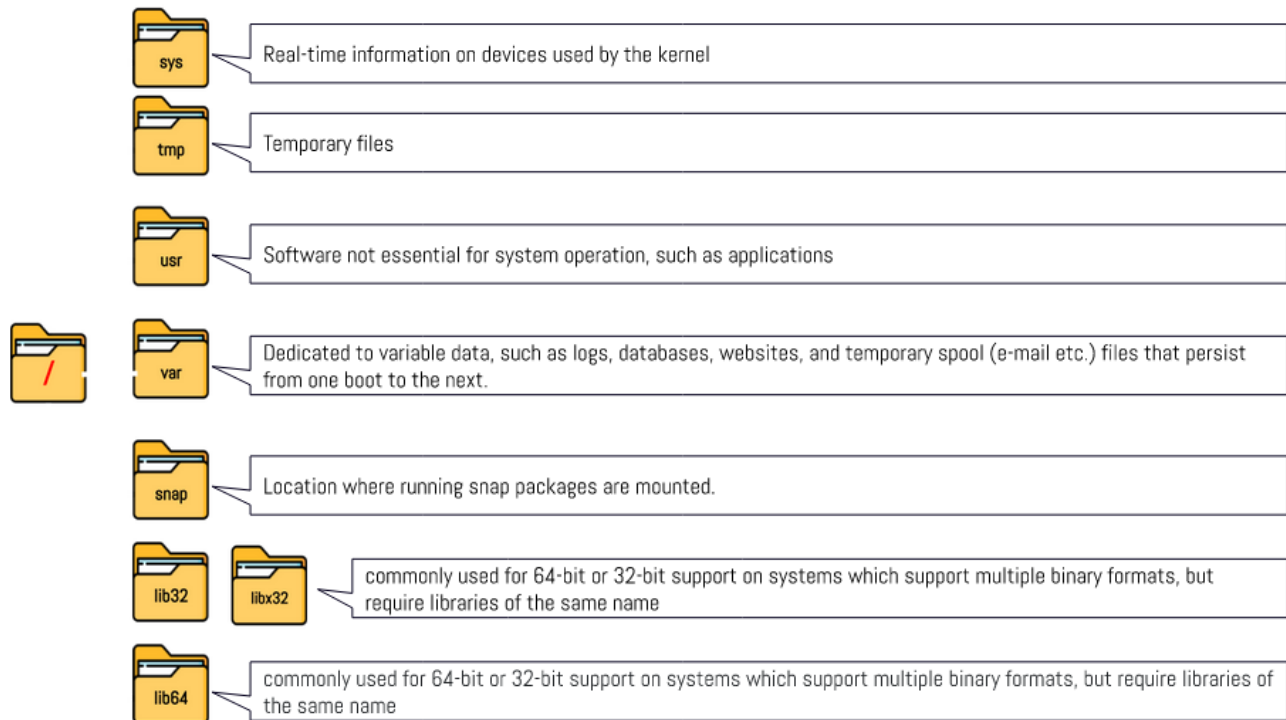 sys
Real-time information on devices used by the kernel
tmp
Temporary files
usr
Software not essential for system operation, such as applications
/
var
Dedicated to variable data, such as logs, databases, websites, and temporary spool (e-mail etc.) files that persist
from one boot to the next.
snap
Location where running snap packages are mounted.
lib32
libx32
commonly used for 64-bit or 32-bit support on systems which support multiple binary formats, but
require libraries of the same name
lib64
commonly used for 64-bit or 32-bit support on systems which support multiple binary formats, but require libraries of
the same name